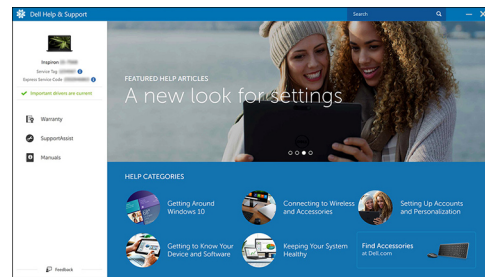 Dell Help & Support
Search
Inspiron
Service Tag
Express Service Code
Important drivers are current
Warranty
SupportAssist
Manuals
Feedback
FEATURED HELP ARTICLES
A new look for settings
HELP CATEGORIES
Getting Around
Windows 10
Connecting to Wireless
and Accessories
Setting Up Accounts
and Personalization
Getting to Know Your
Device and Software
Keeping Your System
Healthy
Find Accessories
at Dell.com